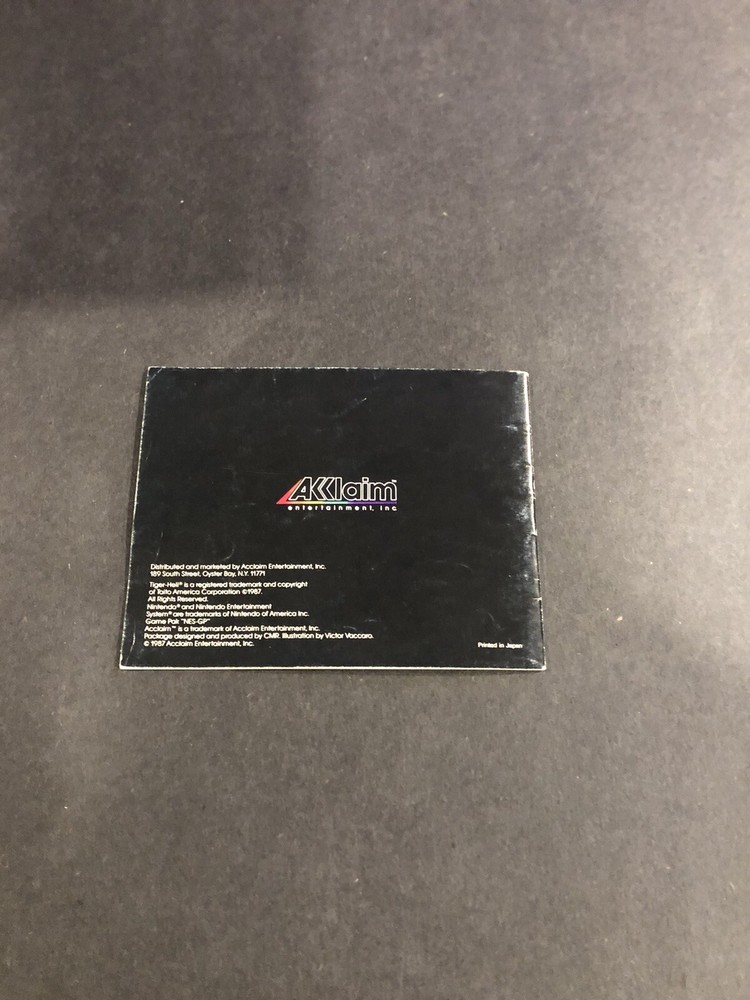 AKKlaim™
entertainment, inc.
Distributed and marketed by Acclaim Entertainment, Inc.
189 South Street, Oyster Bay, N.Y. 11771
Tiger-Heli® is a registered trademark and copyright
of Taito America Corporation ©1987.
All Rights Reserved.
Nintendo® and Nintendo Entertainment
System® are trademarks of Nintendo of America Inc.
Game Pak "NES-GP"
Acclaim™ is a trademark of Acclaim Entertainment, Inc.
Package designed and produced by CMR. Illustration by Victor Vaccaro.
© 1987 Acclaim Entertainment, Inc.
Printed in Japan